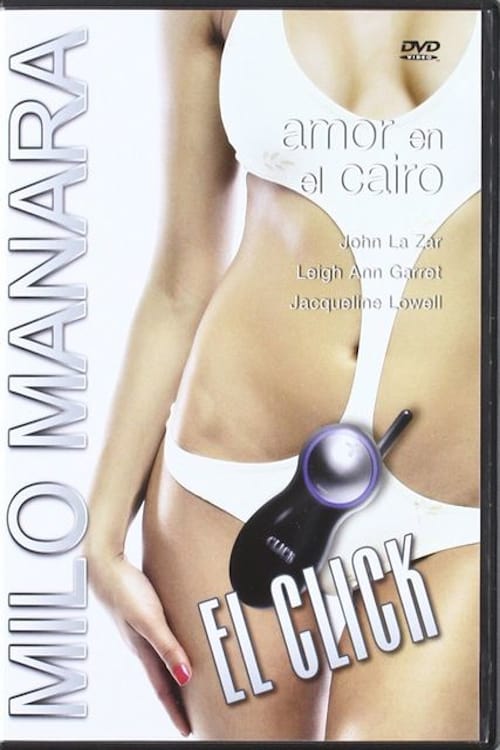 MILO MANARA
DVD
VIDEO
amor en
el cairo
John La Zar
Leigh Ann Garret
Jacqueline Lowell
CLICK
EL CLICK